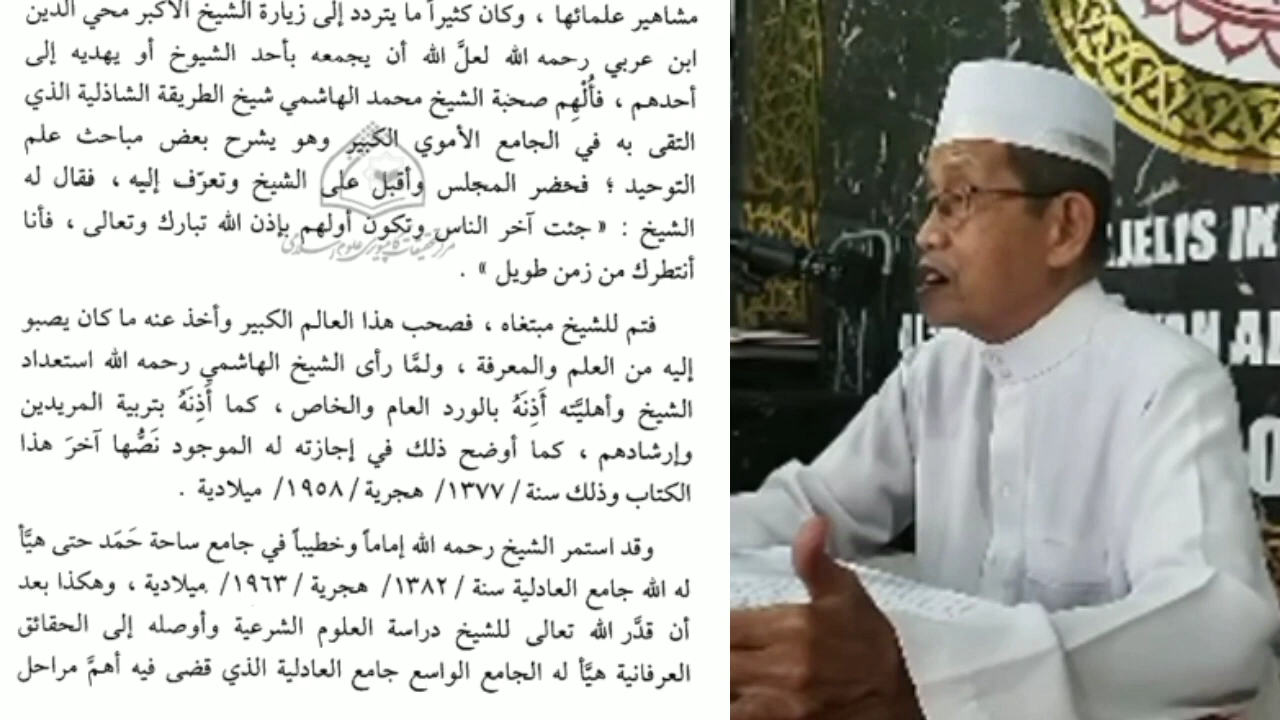 مشاهير علمائها ، وكان كثيراً ما يتردد إلى زيارة الشيخ الأكبر محي الدين
ابن عربي رحمه الله لعلَّ الله أن يجمعه بأحد الشيوخ أو يهديه إلى
أحدهم ، فأُلْهِم صحبة الشيخ محمد الهاشمي شيخ الطريقة الشاذلية الذي
التقى به في الجامع الأموي الكبير وهو يشرح بعض مباحث علم
التوحيد ؛ فحضر المجلس وأقبل على الشيخ وتعرّف إليه ، فقال له
الشيخ : « جئت آخر الناس وتكون أولهم بإذن الله تبارك وتعالى ، فأنا
أنتطرك من زمن طويل » .
فتم للشيخ مبتغاه ، فصحب هذا العالم الكبير وأخذ عنه ما كان يصبو
إليه من العلم والمعرفة ، ولمَّا رأى الشيخ الهاشمي رحمه الله استعداد
الشيخ وأهليَّته أَذِنَهُ بالورد العام والخاص ، كما أَذِنَهُ بتربية المريدين
وإرشادهم ، كما أوضح ذلك في إجازته له الموجود نَصُّها آخرَ هذا
الكتاب وذلك سنة /١٣٧٧/ هجرية /١٩٥٨/ ميلادية .
وقد استمر الشيخ رحمه الله إماماً وخطيباً في جامع ساحة حَمَد حتى هيَّأ
له الله جامع العادلية سنة /١٣٨٢/ هجرية /١٩٦٣/ ميلادية ، وهكذا بعد
أن قدَّر الله تعالى للشيخ دراسة العلوم الشرعية وأوصله إلى الحقائق
العرفانية هيَّأ له الجامع الواسع جامع العادلية الذي قضى فيه أهمَّ مراحل
مركز تحقيقات كامپيوتری علوم اسلامی